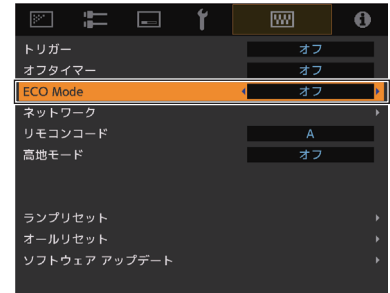 トリガー オフ
オフタイマー オフ
ECO Mode オフ
ネットワーク
リモコンコード A
高地モード オフ
ランプリセット
オールリセット
ソフトウェア アップデート